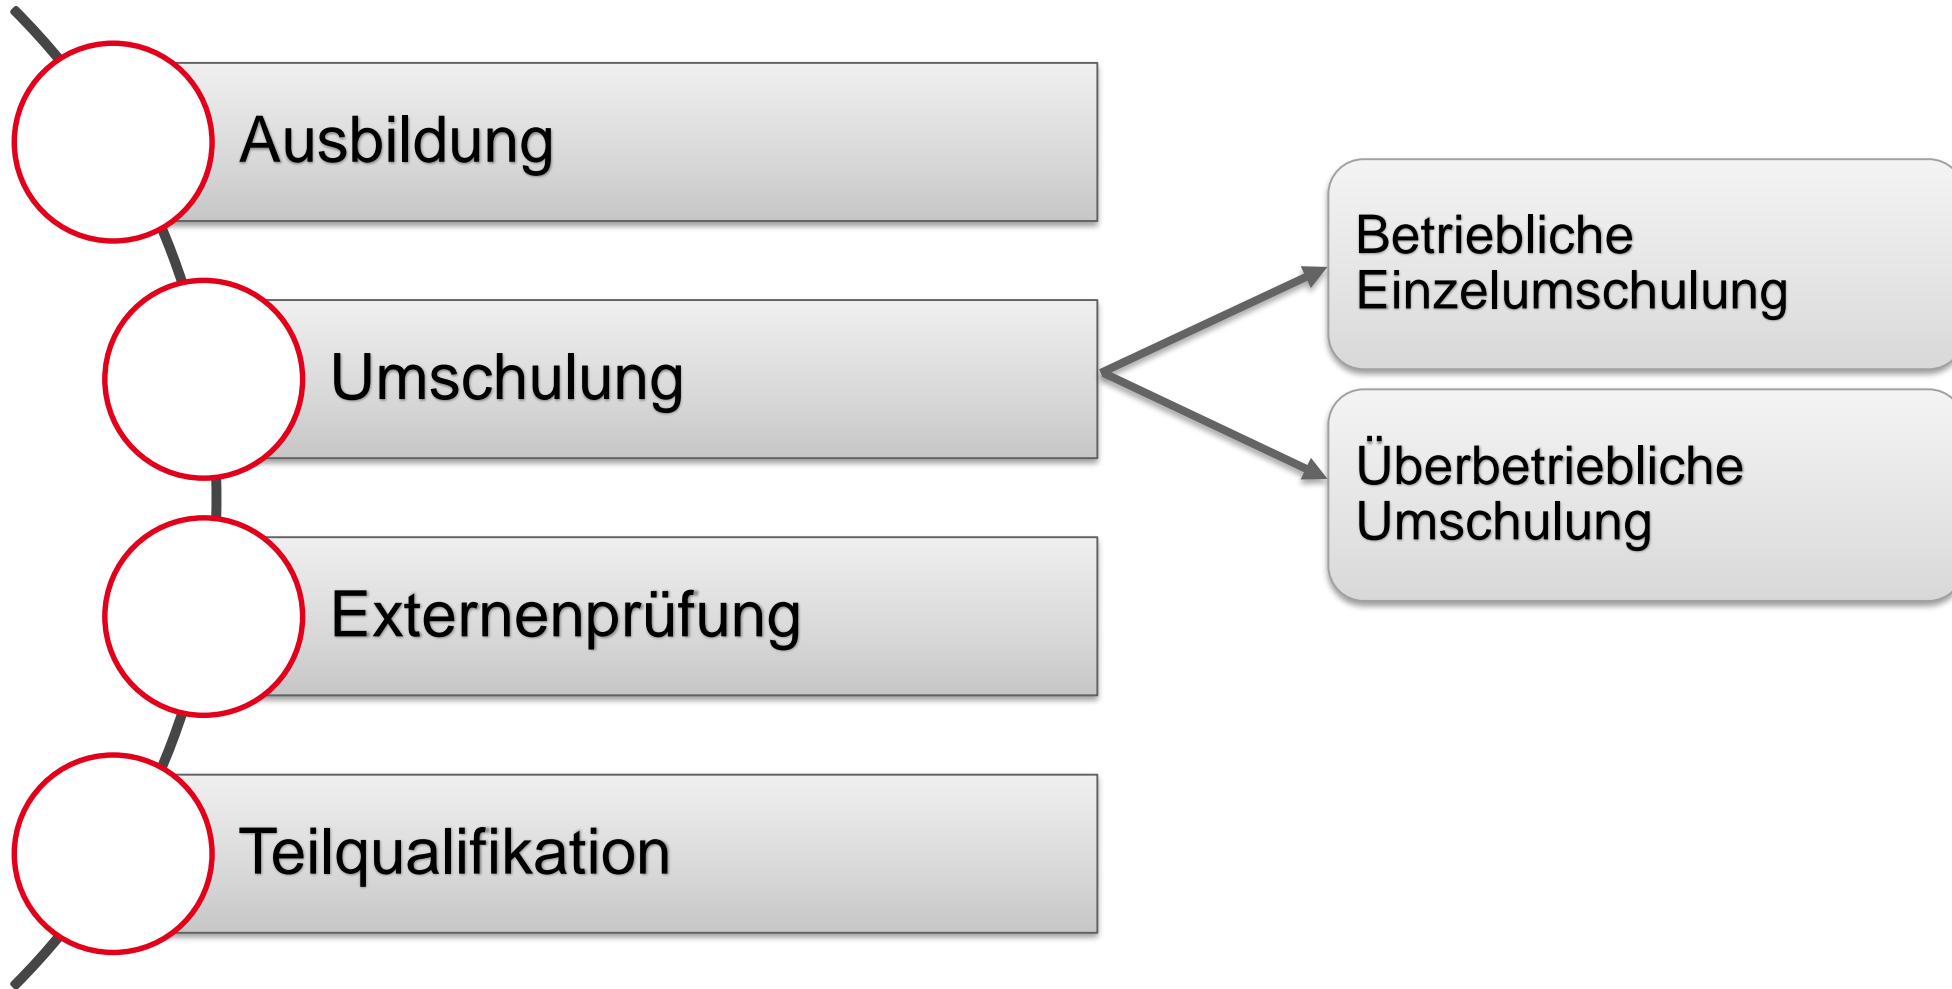 Ausbildung
Umschulung
Betriebliche
Einzelumschulung
Überbetriebliche
Umschulung
Externenprüfung
Teilqualifikation